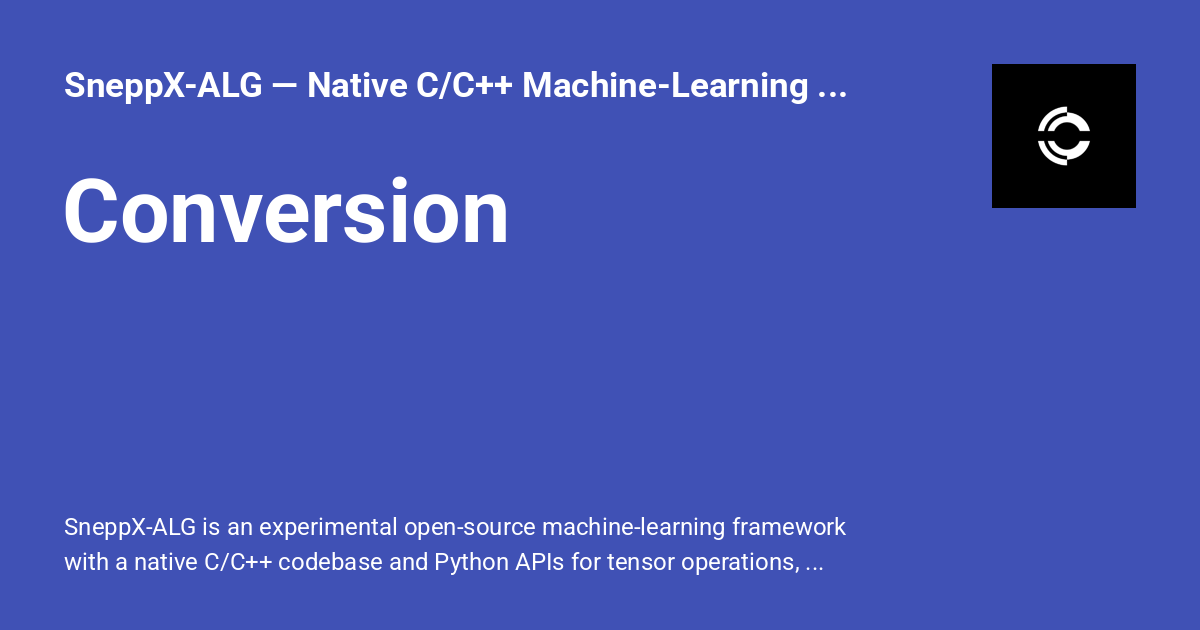 SneppX-ALG — Native C/C++ Machine-Learning ...
Conversion
SneppX-ALG is an experimental open-source machine-learning framework
with a native C/C++ codebase and Python APIs for tensor operations, ...